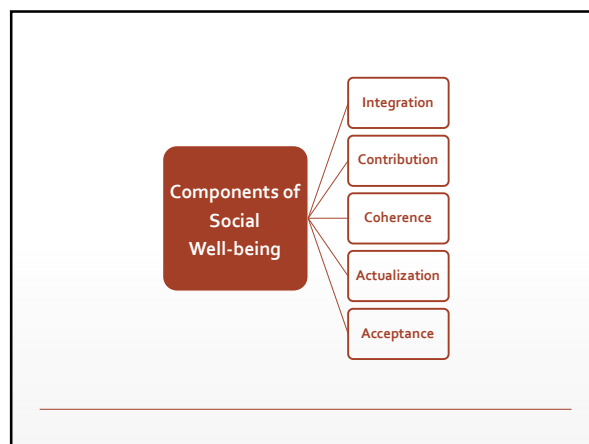 Components of
Social
Well-being
Integration
Contribution
Coherence
Actualization
Acceptance